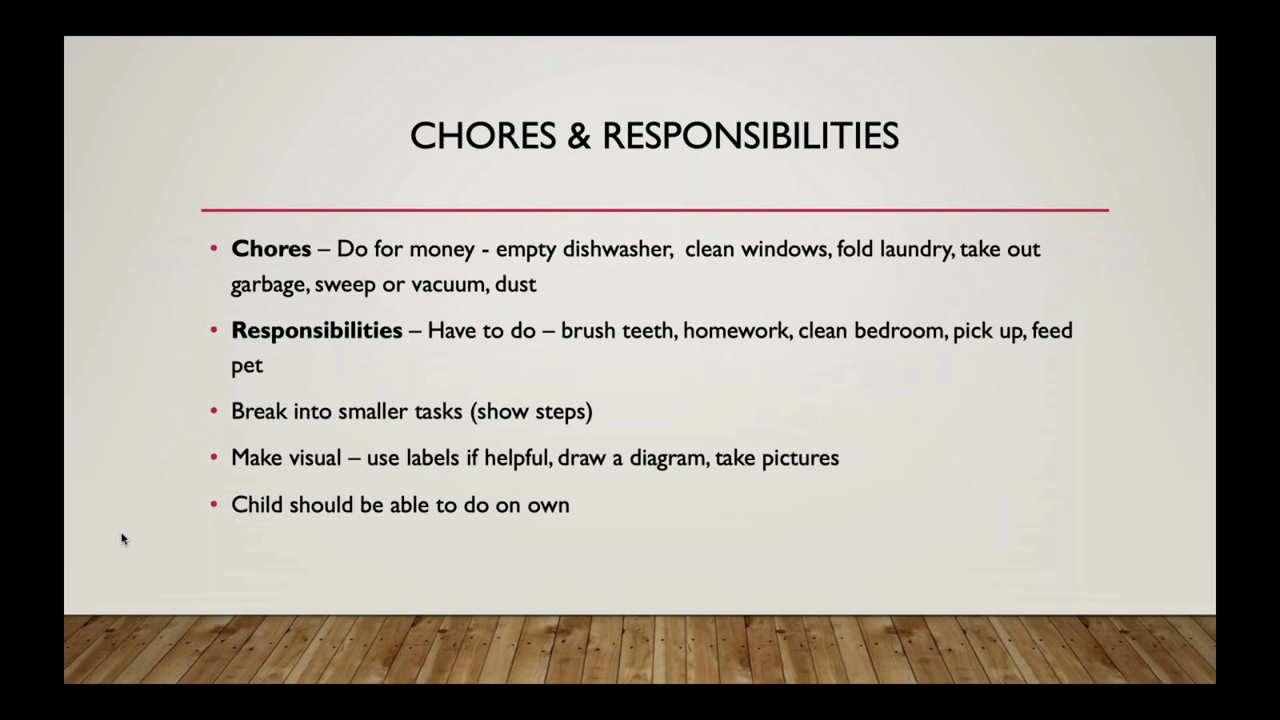 CHORES & RESPONSIBILITIES
• Chores – Do for money - empty dishwasher,  clean windows, fold laundry, take out
garbage, sweep or vacuum, dust
• Responsibilities – Have to do – brush teeth, homework, clean bedroom, pick up, feed
pet
• Break into smaller tasks (show steps)
• Make visual – use labels if helpful, draw a diagram, take pictures
• Child should be able to do on own